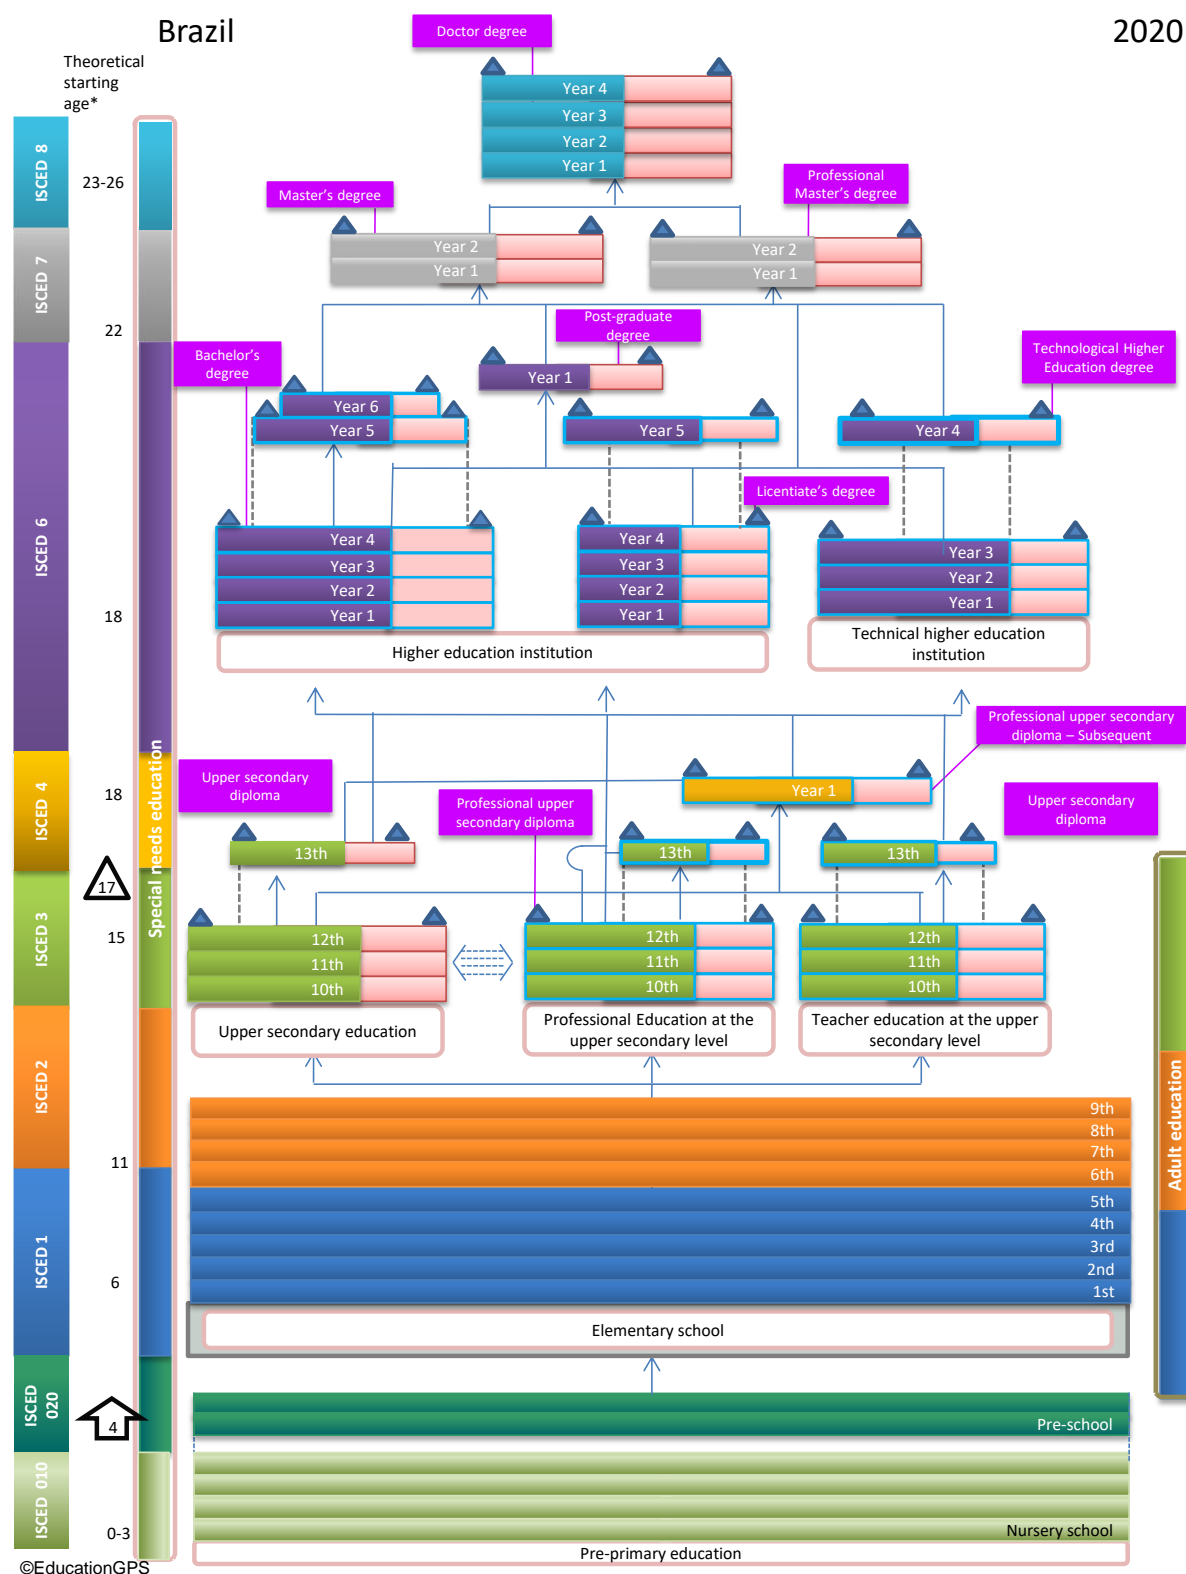 Brazil
2020
Theoretical
starting
age*
Doctor degree
Year 4
Year 3
Year 2
Year 1
ISCED 8
23-26
Master's degree
Professional
Master's degree
Year 2
Year 1
Year 2
Year 1
ISCED 7
22
Post-graduate
degree
Bachelor's
degree
Technological Higher
Education degree
Year 1
Year 6
Year 5
Year 5
Year 4
Licentiate's degree
ISCED 6
Year 4
Year 3
Year 2
Year 1
Year 4
Year 3
Year 2
Year 1
Year 3
Year 2
Year 1
18
Higher education institution
Technical higher education
institution
Professional upper secondary
diploma – Subsequent
Upper secondary
diploma
Professional upper
secondary diploma
Upper secondary
diploma
ISCED 4
18
Year 1
13th
13th
13th
17
Special needs education
ISCED 3
15
12th
11th
10th
12th
11th
10th
12th
11th
10th
Upper secondary education
Professional Education at the
upper secondary level
Teacher education at the upper
secondary level
ISCED 2
11
9th
8th
7th
6th
Adult education
ISCED 1
6
5th
4th
3rd
2nd
1st
Elementary school
ISCED
020
4
Pre-school
ISCED 010
0-3
Nursery school
Pre-primary education
©EducationGPS